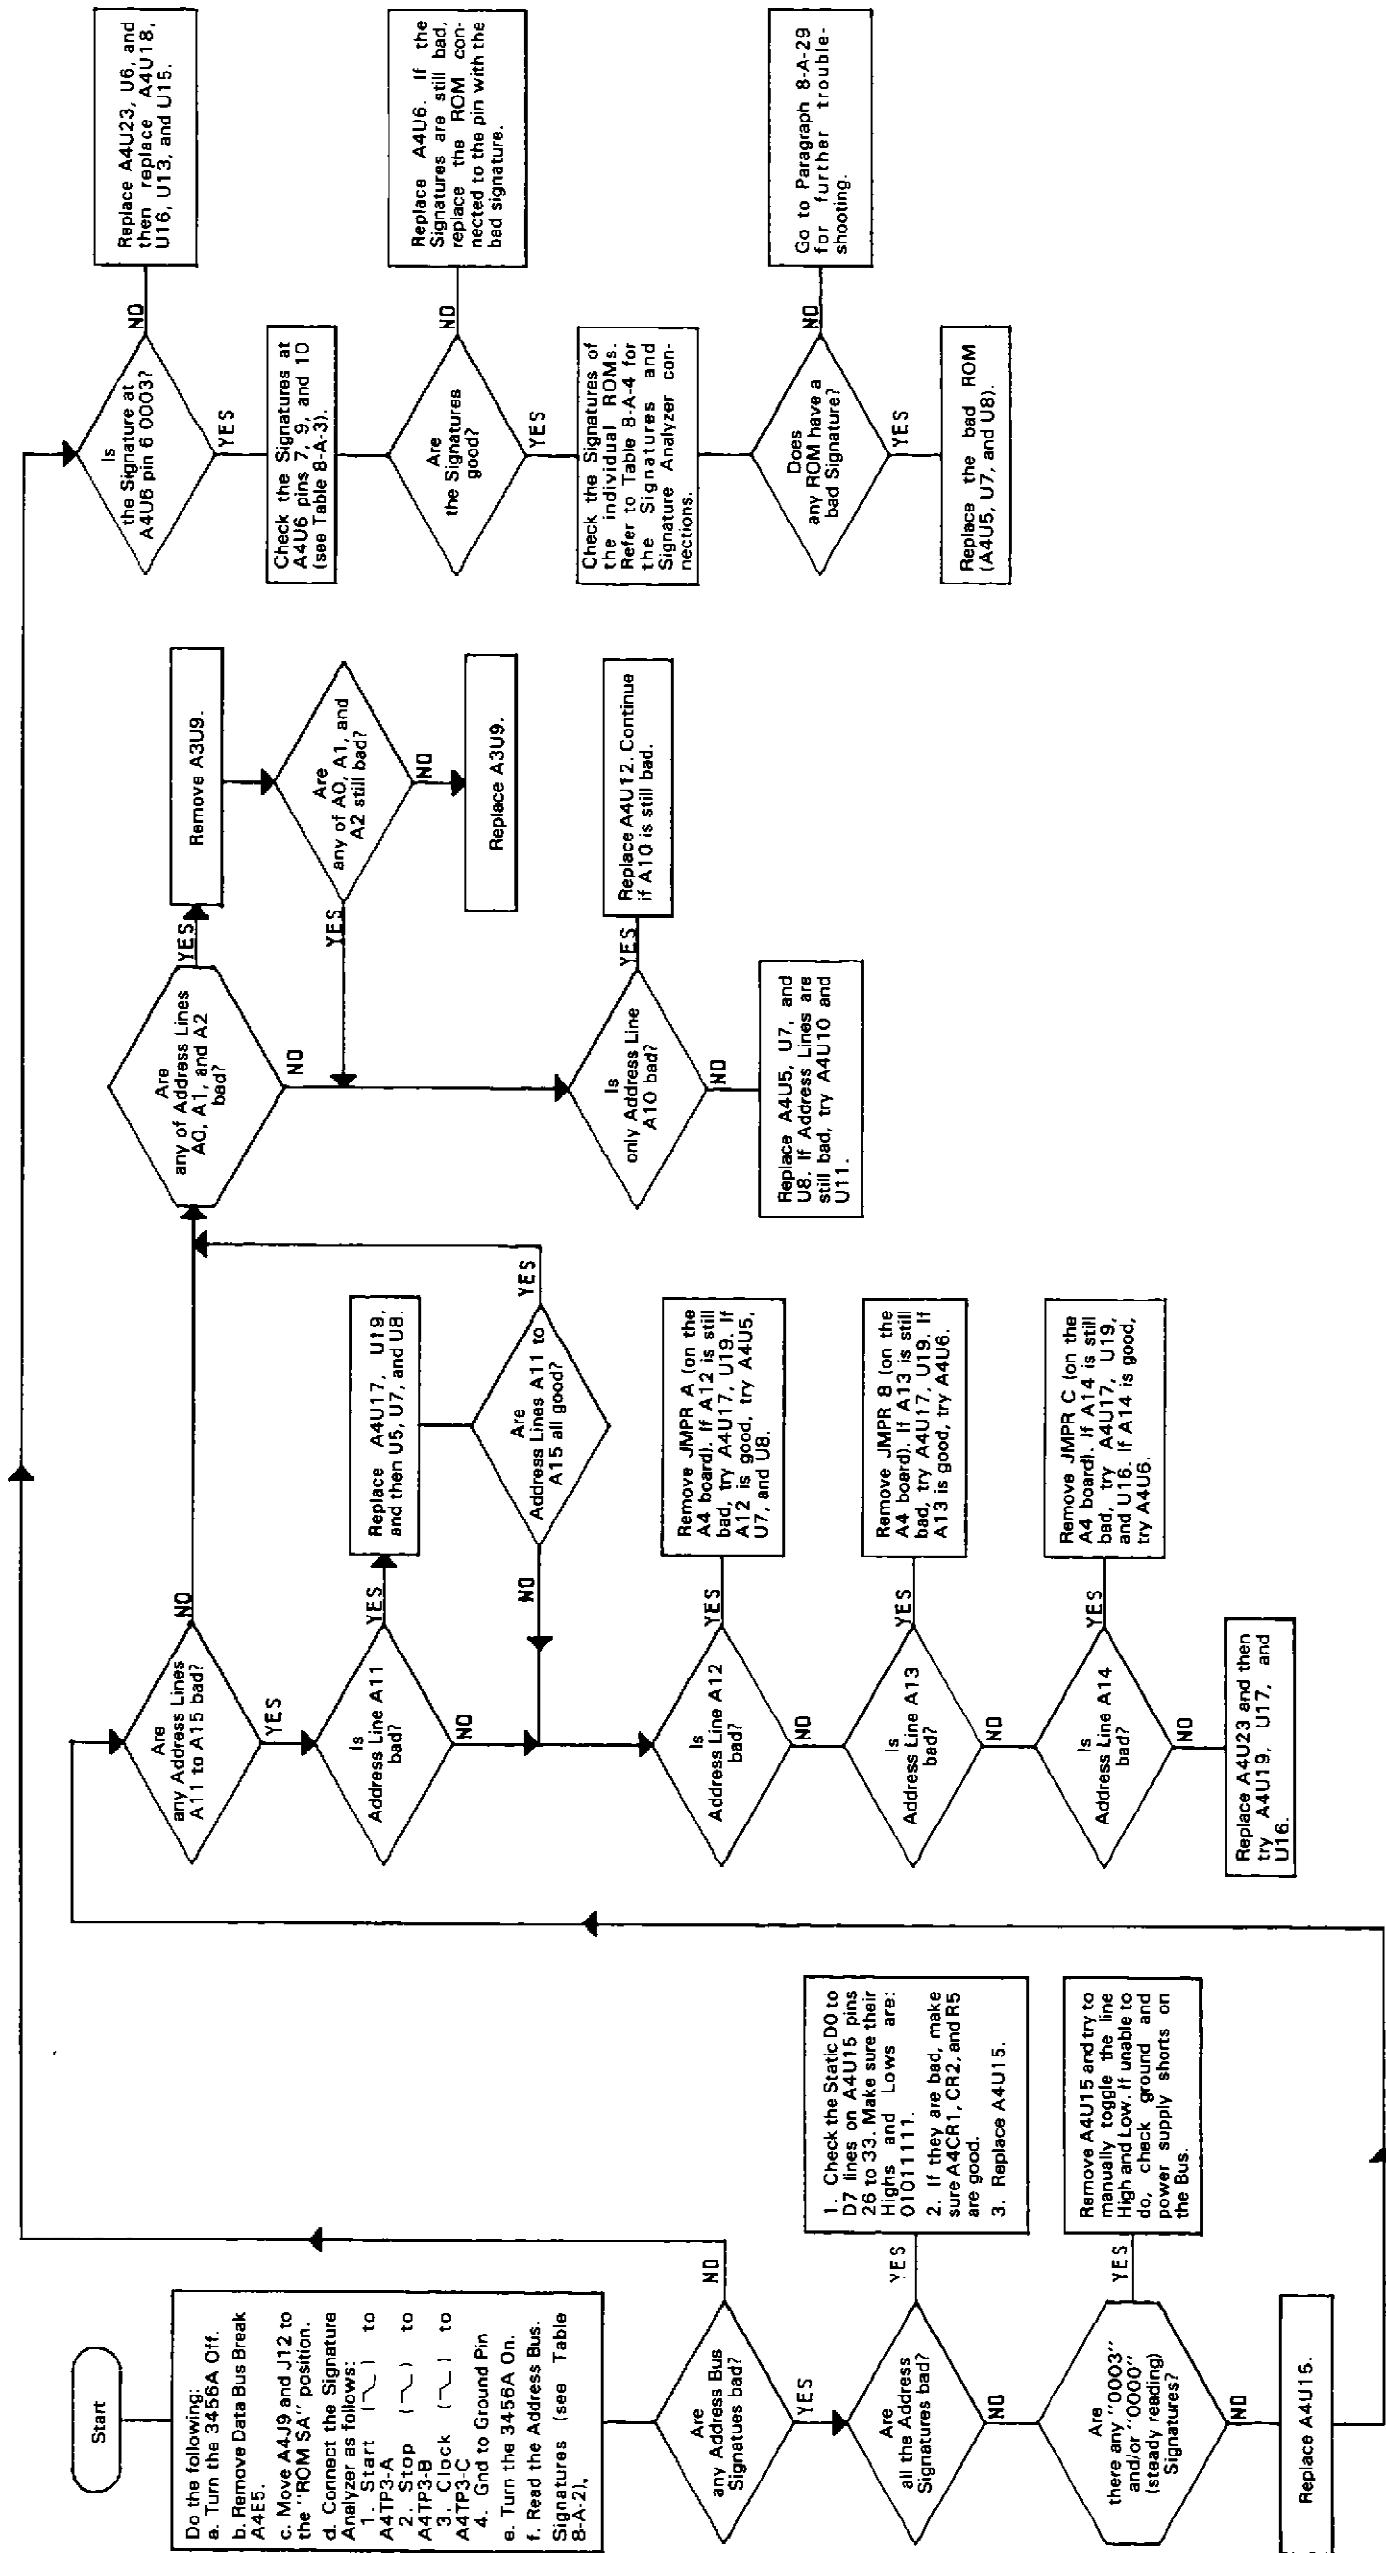 Start
Do the following:
a. Turn the 3456A Off.
b. Remove Data Bus Break
A4E5.
c. Move A4J9 and J12 to
the "ROM SA" position.
d. Connect the Signature
Analyzer as follows:
1. Start ( ) to
A4TP3-A
2. Stop ( ) to
A4TP3-B
3. Clock ( ) to
A4TP3-C
4. Gnd to Ground Pin
e. Turn the 3456A On.
f. Read the Address Bus.
Signatures (see Table
8-A-2),
Are
any Address Bus
Signatues bad?
NO
YES
Are
all the Address
Signatures bad?
YES
NO
1. Check the Static D0 to
D7 lines on A4U15 pins
26 to 33. Make sure their
Highs and Lows are:
01011111.
2. If they are bad, make
sure A4CR1, CR2, and R5
are good.
3. Replace A4U15.
Are
there any "0003"
and/or "0000"
(steady reading)
Signatures?
YES
NO
Remove A4U15 and try to
manually toggle the line
High and Low. If unable to
do, check ground and
power supply shorts on
the Bus.
Replace A4U15.
Are
any Address Lines
A11 to A15 bad?
NO
YES
Is
Address Line A11
bad?
YES
NO
Replace A4U17, U19,
and then U5, U7, and U8.
Are
Address Lines A11 to
A15 all good?
YES
NO
Is
Address Line A12
bad?
YES
NO
Remove JMPR A (on the
A4 board). If A12 is still
bad, try A4U17, U19. If
A12 is good, try A4U5,
U7, and U8.
Is
Address Line A13
bad?
YES
NO
Remove JMPR B (on the
A4 board). If A13 is still
bad, try A4U17, U19. If
A13 is good, try A4U6.
Is
Address Line A14
bad?
YES
NO
Remove JMPR C (on the
A4 board). If A14 is still
bad, try A4U17, U19,
and U16. If A14 is good,
try A4U6.
Replace A4U23 and then
try A4U19, U17, and
U16.
Are
any of Address Lines
A0, A1, and A2
bad?
YES
NO
Remove A3U9.
Are
any of A0, A1, and
A2 still bad?
YES
NO
Replace A3U9.
Is
only Address Line
A10 bad?
YES
NO
Replace A4U12. Continue
if A10 is still bad.
Replace A4U5, U7, and
U8. If Address Lines are
still bad, try A4U10 and
U11.
Is
the Signature at
A4U6 pin 6 0003?
NO
YES
Replace A4U23, U6, and
then replace A4U18,
U16, U13, and U15.
Check the Signatures at
A4U6 pins 7, 9, and 10
(see Table 8-A-3).
Are
the Signatures
good?
NO
YES
Replace A4U6. If the
Signatures are still bad,
replace the ROM con-
nected to the pin with the
bad signature.
Check the Signatures of
the individual ROMs.
Refer to Table 8-A-4 for
the Signatures and
Signature Analyzer con-
nections.
Does
any ROM have a
bad Signature?
NO
YES
Go to Paragraph 8-A-29
for further trouble-
shooting.
Replace the bad ROM
(A4U5, U7, and U8).